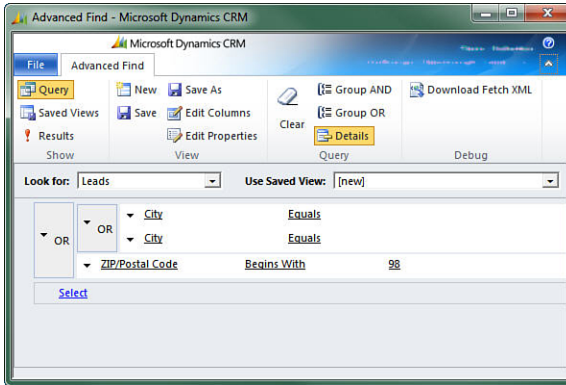 Advanced Find - Microsoft Dynamics CRM
Microsoft Dynamics CRM
File Advanced Find
Query New Save As Group AND Download Fetch XML
Saved Views Save Edit Columns Clear Group OR
Results Edit Properties Details
Show View Query Debug
Look for: Leads Use Saved View: [new]
OR OR City Equals
City Equals
ZIP/Postal Code Begins With 98
Select